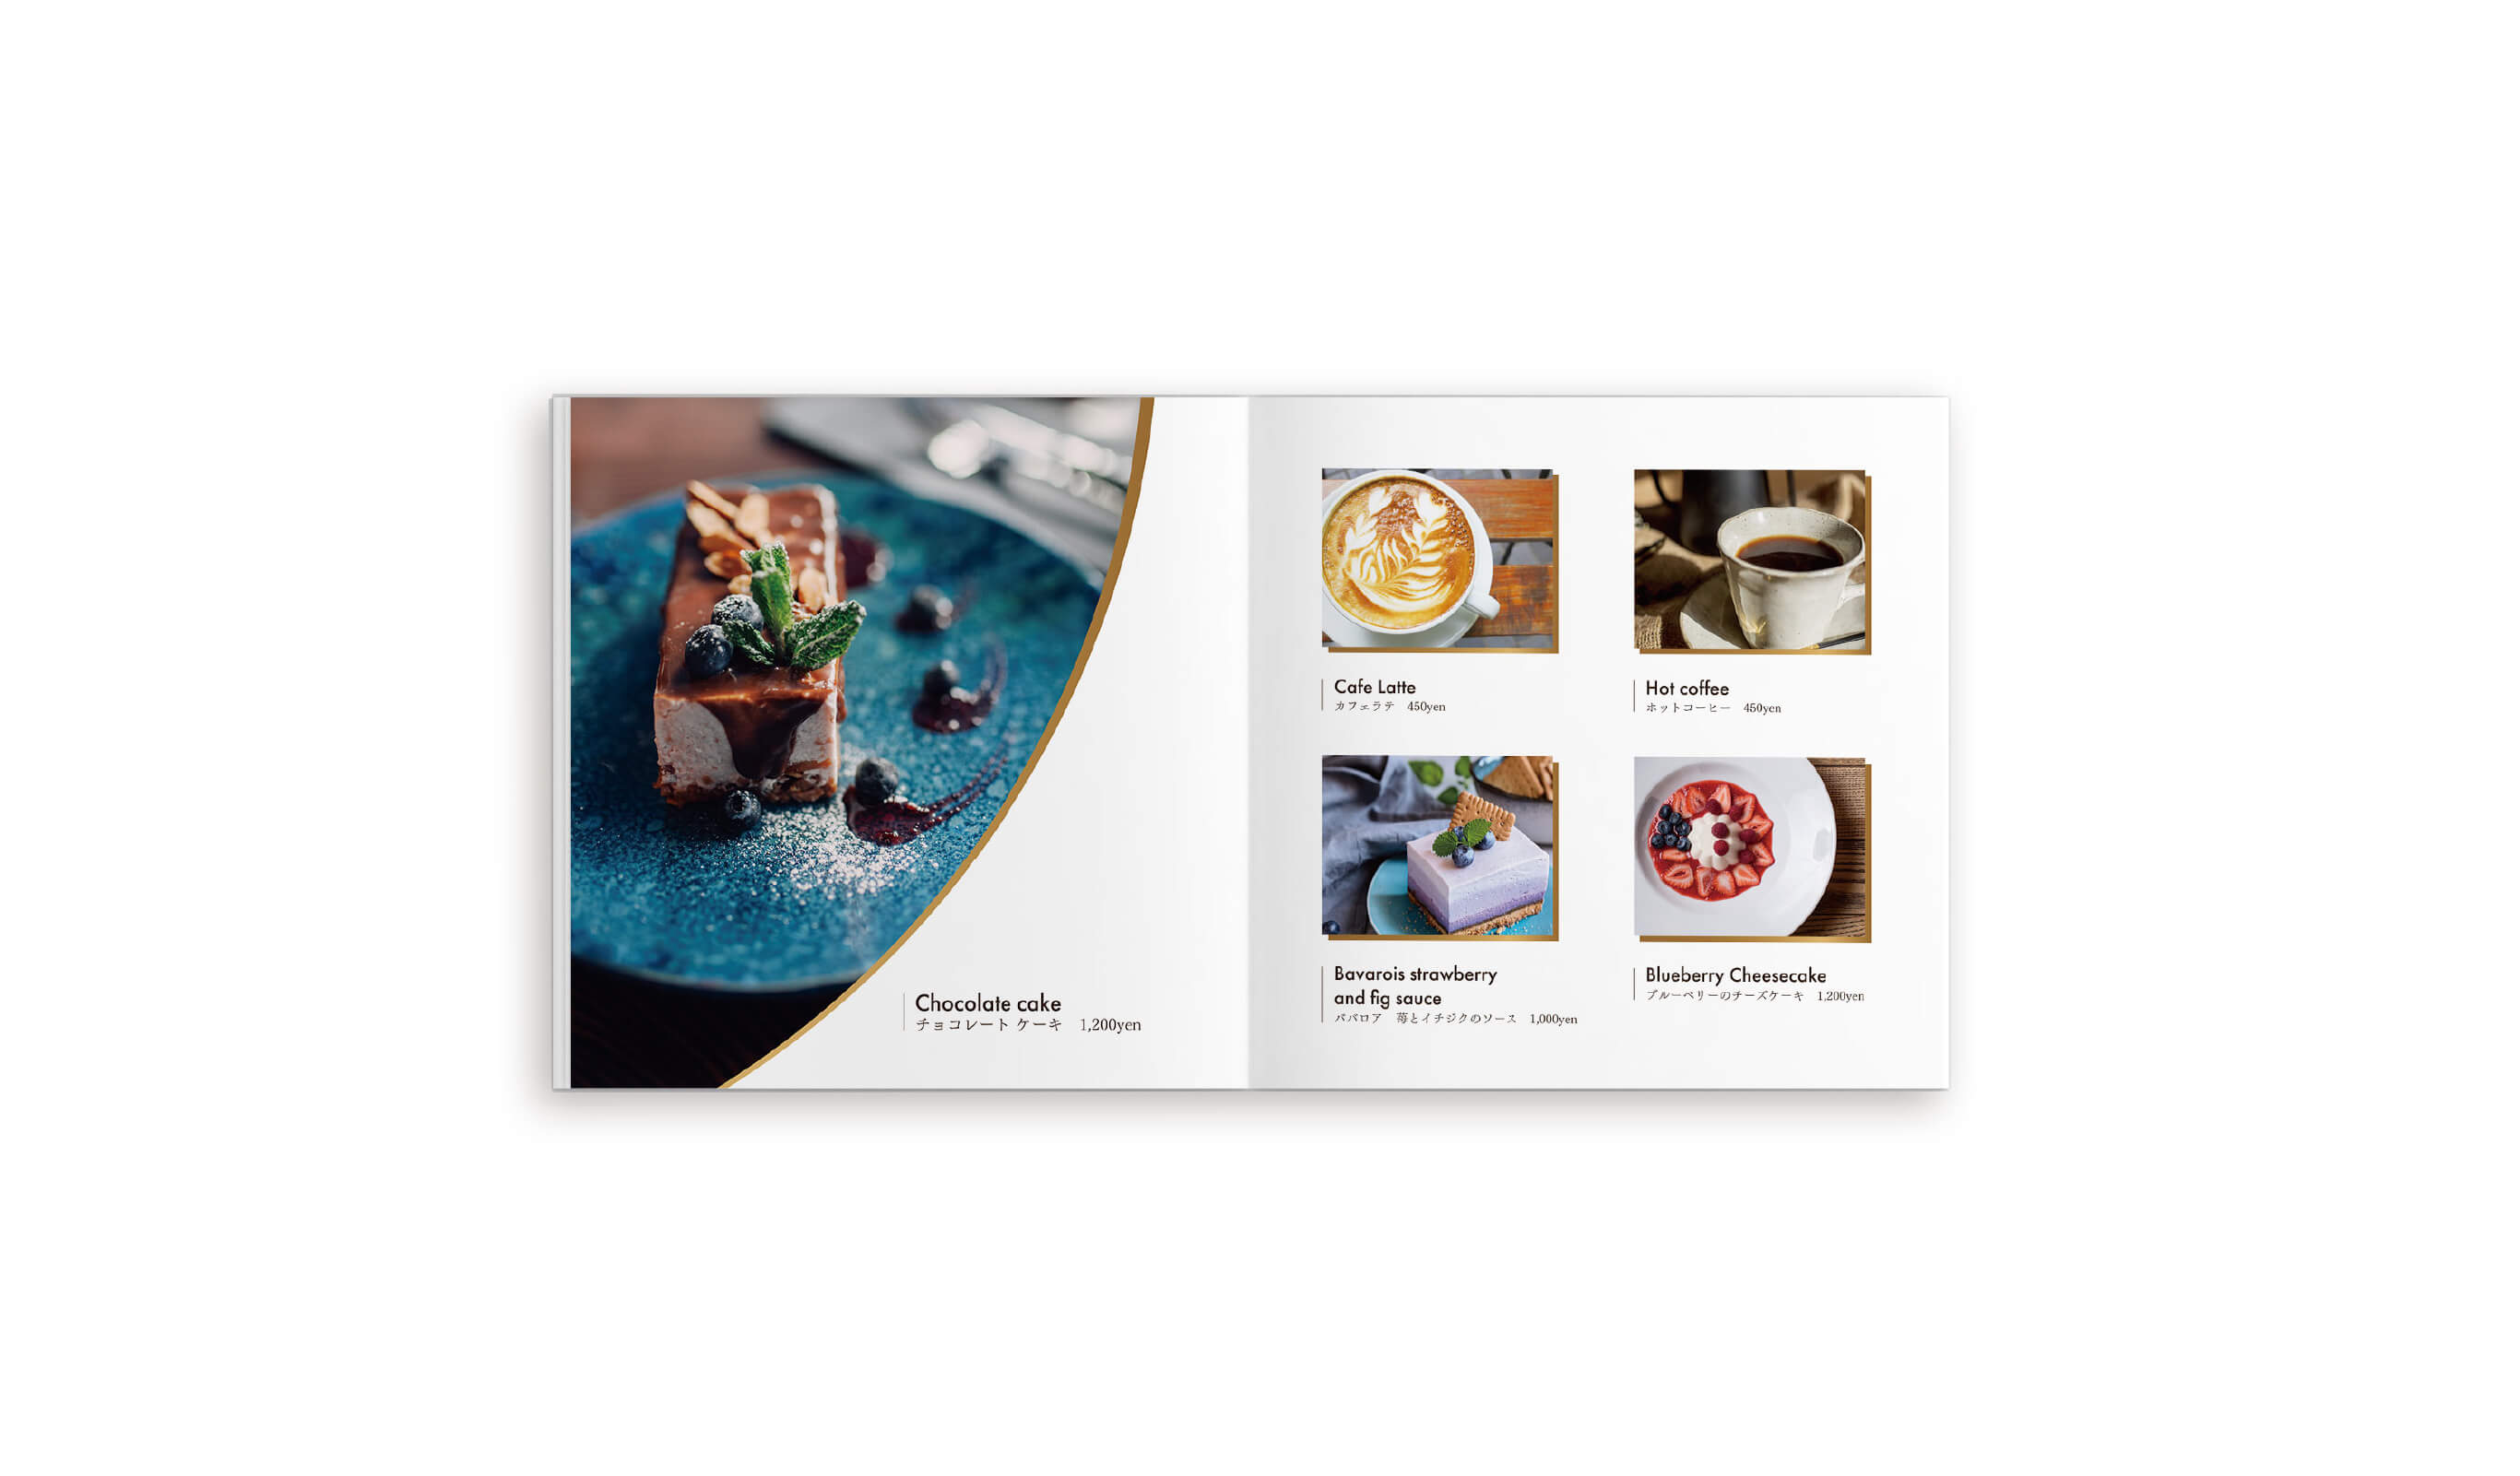 Chocolate cake
チョコレート ケーキ　1,200yen
Cafe Latte
カフェラテ　450yen
Hot coffee
ホットコーヒー　450yen
Bavarois strawberry
and fig sauce
ババロア　苺とイチジクのソース　1,000yen
Blueberry Cheesecake
ブルーベリーのチーズケーキ　1,200yen